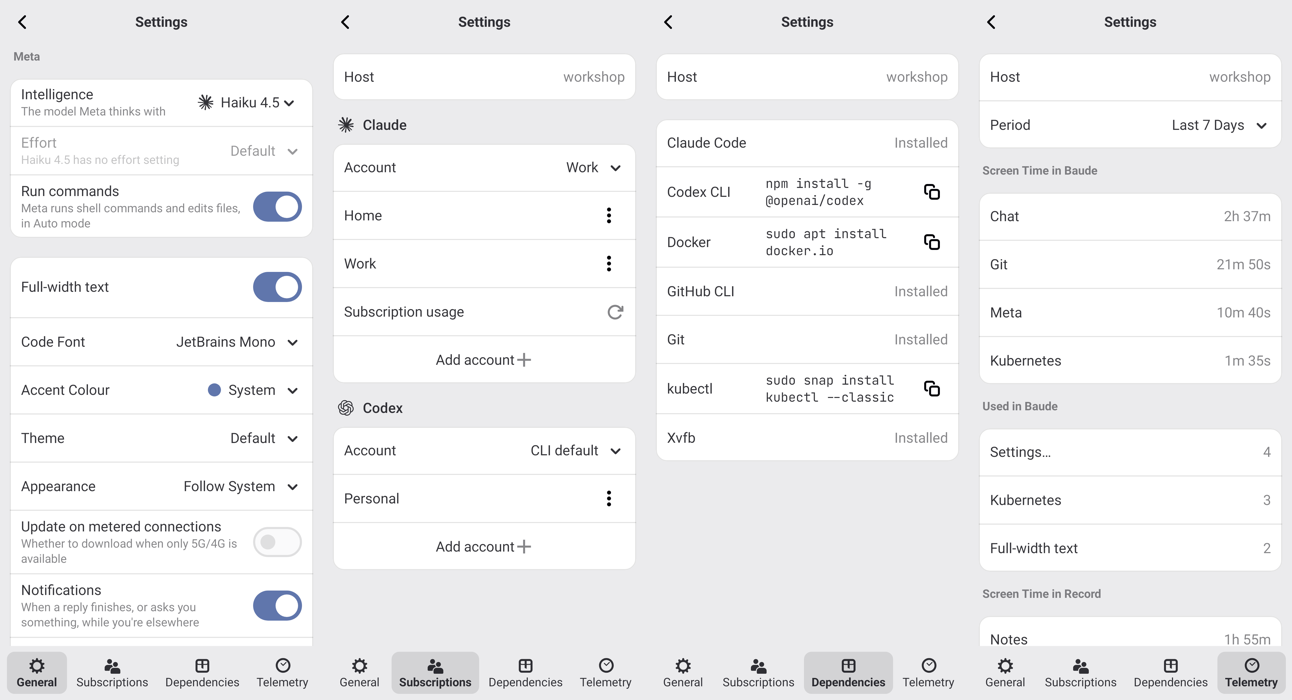 Settings
Meta
Intelligence
The model Meta thinks with
Haiku 4.5
Effort
Haiku 4.5 has no effort setting
Default
Run commands
Meta runs shell commands and edits files,
in Auto mode
Full-width text
Code Font
JetBrains Mono
Accent Colour
System
Theme
Default
Appearance
Follow System
Update on metered connections
Whether to download when only 5G/4G is
available
Notifications
When a reply finishes, or asks you
something, while you're elsewhere
General
Subscriptions
Dependencies
Telemetry
Settings
Host
workshop
Claude
Account
Work
Home
Work
Subscription usage
Add account
Codex
Account
CLI default
Personal
Add account
General
Subscriptions
Dependencies
Telemetry
Settings
Host
workshop
Claude Code
Installed
Codex CLI
npm install -g
@openai/codex
Docker
sudo apt install
docker.io
GitHub CLI
Installed
Git
Installed
kubectl
sudo snap install
kubectl --classic
Xvfb
Installed
General
Subscriptions
Dependencies
Telemetry
Settings
Host
workshop
Period
Last 7 Days
Screen Time in Baude
Chat
2h 37m
Git
21m 50s
Meta
10m 40s
Kubernetes
1m 35s
Used in Baude
Settings...
4
Kubernetes
3
Full-width text
2
Screen Time in Record
Notes
1h 55m
General
Subscriptions
Dependencies
Telemetry